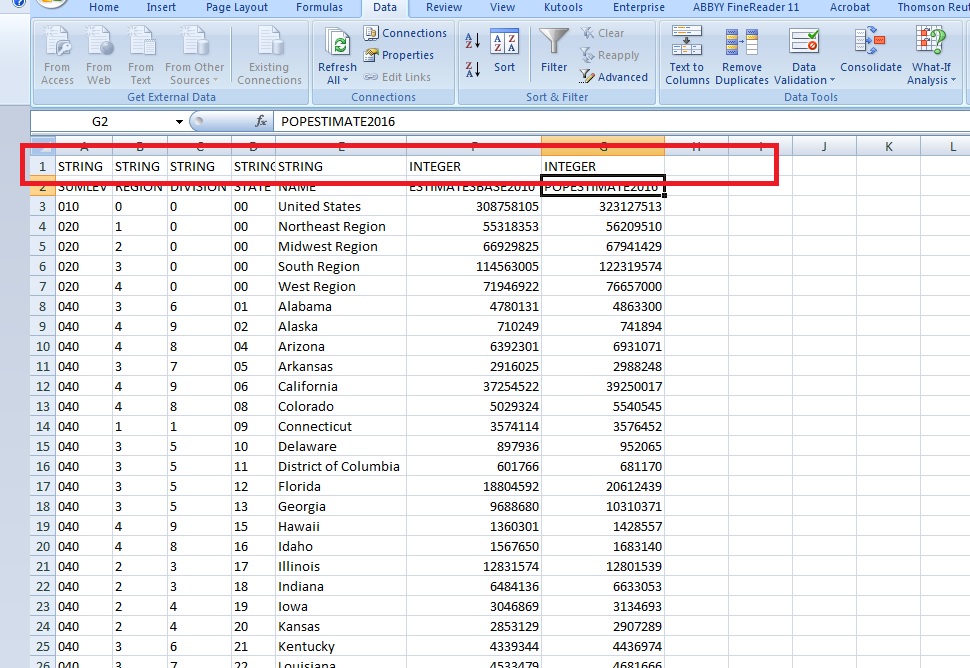 Home Insert Page Layout Formulas Data Review View Kutools Enterprise ABBYY FineReader 11 Acrobat Thomson Reut
From Access From Web From Text From Other Sources Existing Connections Refresh All Connections Properties Edit Links Sort Filter Clear Reapply Advanced Text to Columns Remove Duplicates Data Validation Consolidate What-If Analysis
Get External Data Connections Sort & Filter Data Tools
G2 fx POPESTIMATE2016
A B C D E F G H I J K L
1 STRING STRING STRING STRING STRING INTEGER INTEGER
2 SUMLEV REGION DIVISION STATE NAME ESTIMATESBASE2010 POPESTIMATE2016
3 010 0 0 00 United States 308758105 323127513
4 020 1 0 00 Northeast Region 55318353 56209510
5 020 2 0 00 Midwest Region 66929825 67941429
6 020 3 0 00 South Region 114563005 122319574
7 020 4 0 00 West Region 71946922 76657000
8 040 3 6 01 Alabama 4780131 4863300
9 040 4 9 02 Alaska 710249 741894
10 040 4 8 04 Arizona 6392301 6931071
11 040 3 7 05 Arkansas 2916025 2988248
12 040 4 9 06 California 37254522 39250017
13 040 4 8 08 Colorado 5029324 5540545
14 040 1 1 09 Connecticut 3574114 3576452
15 040 3 5 10 Delaware 897936 952065
16 040 3 5 11 District of Columbia 601766 681170
17 040 3 5 12 Florida 18804592 20612439
18 040 3 5 13 Georgia 9688680 10310371
19 040 4 9 15 Hawaii 1360301 1428557
20 040 4 8 16 Idaho 1567650 1683140
21 040 2 3 17 Illinois 12831574 12801539
22 040 2 3 18 Indiana 6484136 6633053
23 040 2 4 19 Iowa 3046869 3134693
24 040 2 4 20 Kansas 2853129 2907289
25 040 3 6 21 Kentucky 4339344 4436974
26 040 3 7 22 Louisiana 4533479 4681666